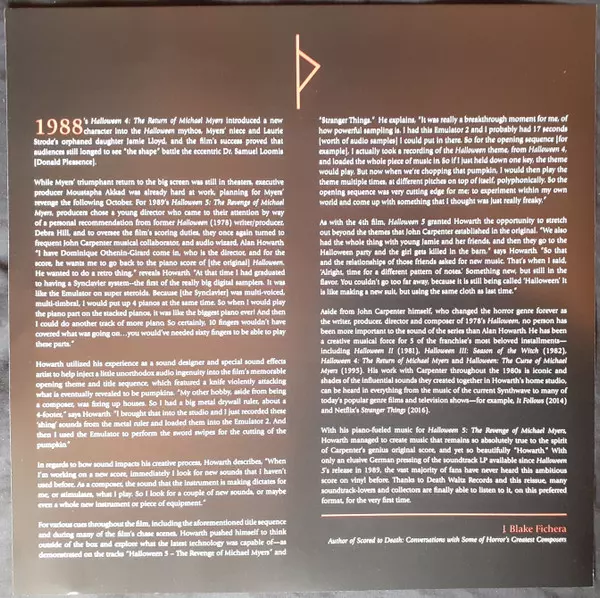 1988's Halloween 4: The Return of Michael Myers introduced a new
character into the Halloween mythos, Myers' niece and Laurie
Strode's orphaned daughter Jamie Lloyd, and the film's success proved that
audiences still longed to see "the shape" battle the eccentric Dr. Samuel Loomis
[Donald Plessence].
While Myers' triumphant return to the big screen was still in theaters, executive
producer Moustapha Akkad was already hard at work, planning for Myers'
revenge the following October. For 1989's Halloween 5: The Revenge of Michael
Myers, producers chose a young director who came to their attention by way
of a personal recommendation from former Halloween (1978) writer/producer,
Debra Hill, and to oversee the film's scoring duties, they once again turned to
frequent John Carpenter musical collaborator, and audio wizard, Alan Howarth
"I have Dominique Othenin-Girard come in, who is the director, and for the
score, he wants me to go back to the piano score of [the original] Halloween.
He wanted to do a retro thing," reveals Howarth. "At that time I had graduated
to having a Synclavier system—the first of the really big digital samplers. It was
like the Emulator on super steroids. Because [the Synclavier] was multi-voiced,
multi-timbral, I would put up 4 pianos at the same time. So when I would play
the piano part on the stacked pianos, it was like the biggest piano ever! And then
I could do another track of more piano. So certainly, 10 fingers wouldn't have
covered what was going on...you would've needed sixty fingers to be able to play
these parts."
Howarth utilized his experience as a sound designer and special sound effects
artist to help inject a little unorthodox audio ingenuity into the film's memorable
opening theme and title sequence, which featured a knife violently attacking
what is eventually revealed to be pumpkins. "My other hobby, aside from being
a composer, was fixing up houses. So I had a big metal drywall ruler, about a
4-footer," says Howarth "I brought that into the studio and I just recorded these
'shing' sounds from the metal ruler and loaded them into the Emulator 2. And
then I used the Emulator to perform the sword swipes for the cutting of the
pumpkin."
In regards to how sound impacts his creative process, Howarth describes, "When
I'm working on a new score, immediately I look for new sounds that I haven't
used before. As a composer, the sound that the instrument is making dictates for
me, or stimulates, what I play. So I look for a couple of new sounds, or maybe
even a whole new instrument or piece of equipment."
For various cues throughout the film, including the aforementioned title sequence
and during many of the film's chase scenes, Howarth pushed himself to think
outside of the box and explore what the latest technology was capable of—as
demonstrated on the tracks "Halloween 5 – The Revenge of Michael Myers" and
"Stranger Things." He explains, "It was really a breakthrough moment for me, of
how powerful sampling is. I had this Emulator 2 and I probably had 17 seconds
[worth of audio samples] I could put in there. So for the opening sequence [for
example], I actually took a recording of the Halloween theme, from Halloween 4,
and loaded the whole piece of music in. So if I just held down one key, the theme
would play. But now when we're chopping that pumpkin, I would then play the
theme multiple times, at different pitches on top of itself, polyphonically. So the
opening sequence was very cutting edge for me; to experiment within my own
world and come up with something that I thought was just really freaky."
As with the 4th film, Halloween 5 granted Howarth the opportunity to stretch
out beyond the themes that John Carpenter established in the original. "We also
had the whole thing with young Jamie and her friends, and then they go to the
Halloween party and the girl gets killed in the barn," says Howarth. "So that
and the relationships of those friends asked for new music. That's when I said,
'Alright, time for a different pattern of notes.' Something new, but still in the
flavor. You couldn't go too far away, because it is still being called 'Halloween' It
is like making a new suit, but using the same cloth as last time."
Aside from John Carpenter himself, who changed the horror genre forever as
the writer, producer, director and composer of 1978's Halloween, no person has
been more important to the sound of the series than Alan Howarth. He has been
a creative musical force for 5 of the franchise's most beloved installments—
including Halloween II (1981), Halloween III: Season of the Witch (1982),
Halloween 4: The Return of Michael Myers and Halloween: The Curse of Michael
Myers (1995). His work with Carpenter throughout the 1980s is iconic and
shades of the influential sounds they created together in Howarth's home studio,
can be heard in everything from the music of the current Synthwave to many of
today's popular genre films and television shows—for example, It Follows (2014)
and Netflix's Stranger Things (2016).
With his piano-fueled music for Halloween 5: The Revenge of Michael Myers,
Howarth managed to create music that remains so absolutely true to the spirit
of Carpenter's genius original score, and yet so beautifully "Howarth." With
only an elusive German pressing of the soundtrack LP available since Halloween
5's release in 1989, the vast majority of fans have never heard this ambitious
score on vinyl before. Thanks to Death Waltz Records and this reissue, many
soundtrack-lovers and collectors are finally able to listen to it, on this preferred
format, for the very first time.
J. Blake Fichera
Author of Scored to Death: Conversations with Some of Horror's Greatest Composers